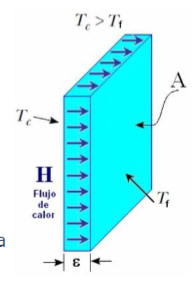 T_c > T_f
A
T_c
H
Flujo
de
calor
T_f
a
ε